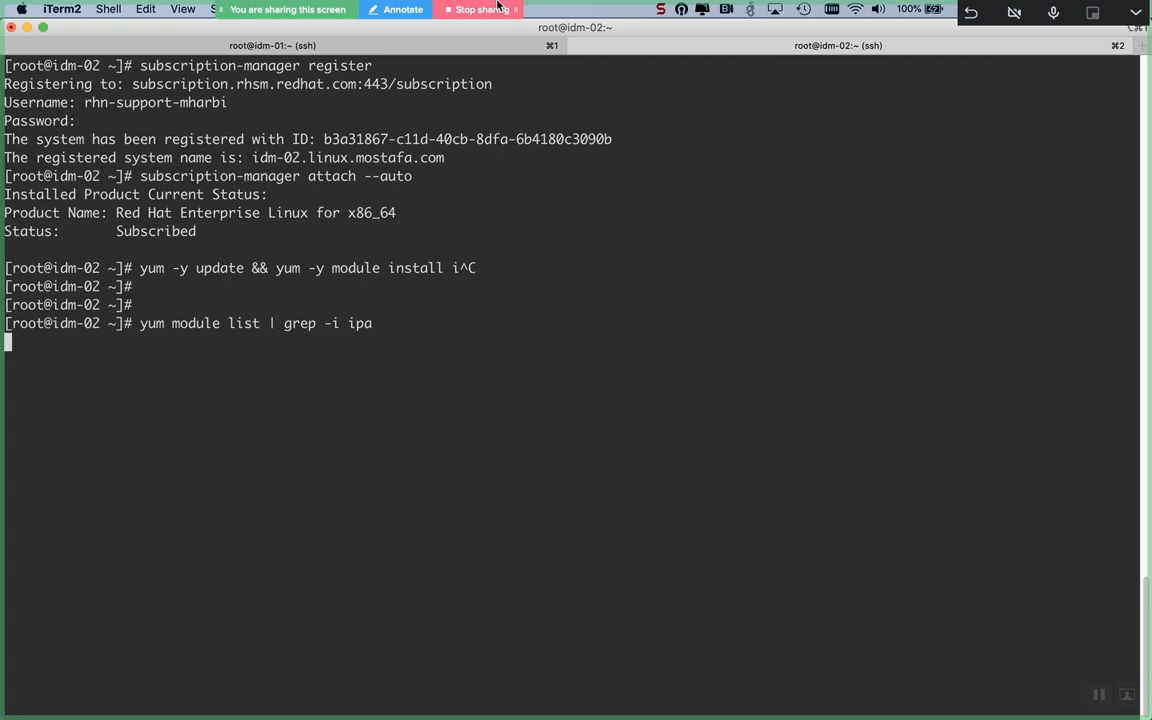 iTerm2 Shell Edit View S You are sharing this screen Annotate Stop sharing S 100%
root@idm-02:~
root@idm-01:~ (ssh) ⌘1 root@idm-02:~ (ssh) ⌘2
[root@idm-02 ~]# subscription-manager register
Registering to: subscription.rhsm.redhat.com:443/subscription
Username: rhn-support-mharbi
Password:
The system has been registered with ID: b3a31867-c11d-40cb-8dfa-6b4180c3090b
The registered system name is: idm-02.linux.mostafa.com
[root@idm-02 ~]# subscription-manager attach --auto
Installed Product Current Status:
Product Name: Red Hat Enterprise Linux for x86_64
Status:       Subscribed
[root@idm-02 ~]# yum -y update && yum -y module install i^C
[root@idm-02 ~]#
[root@idm-02 ~]#
[root@idm-02 ~]# yum module list | grep -i ipa